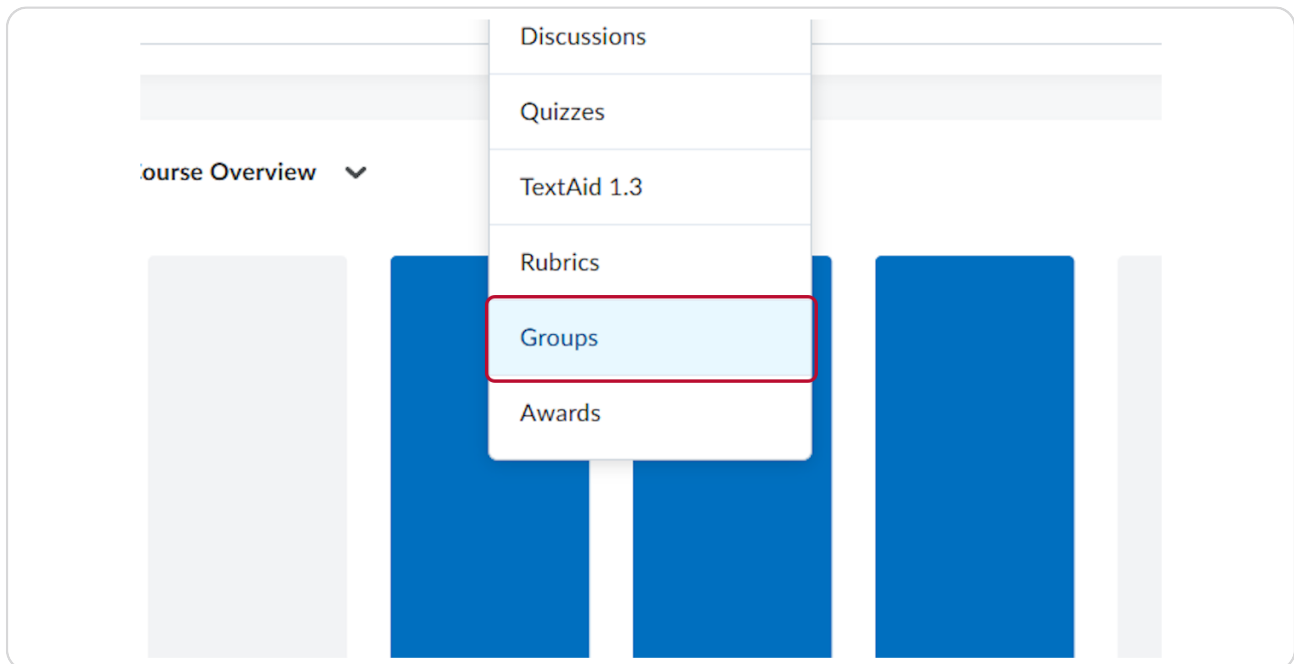 Discussions
Quizzes
ourse Overview
TextAid 1.3
Rubrics
Groups
Awards